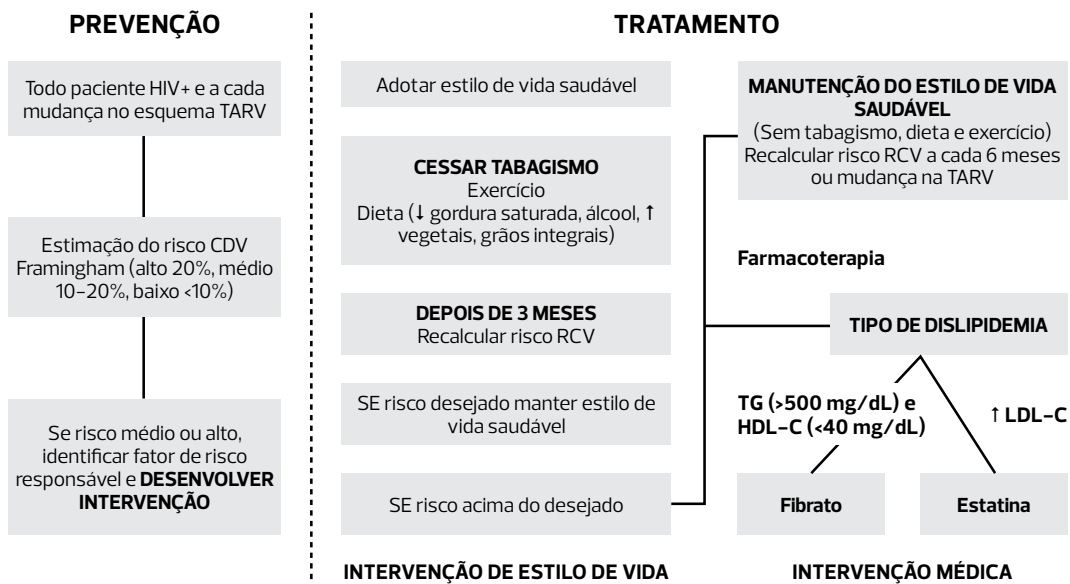 PREVENÇÃO
Todo paciente HIV+ e a cada
mudança no esquema TARV
Estimação do risco CDV
Framingham (alto 20%, médio
10–20%, baixo <10%)
Se risco médio ou alto,
identificar fator de risco
responsável e DESENVOLVER
INTERVENÇÃO
TRATAMENTO
Adotar estilo de vida saudável
CESSAR TABAGISMO
Exercício
Dieta (↓ gordura saturada, álcool, ↑
vegetais, grãos integrais)
DEPOIS DE 3 MESES
Recalcular risco RCV
SE risco desejado manter estilo de
vida saudável
SE risco acima do desejado
INTERVENÇÃO DE ESTILO DE VIDA
MANUTENÇÃO DO ESTILO DE VIDA
SAUDÁVEL
(Sem tabagismo, dieta e exercício)
Recalcular risco RCV a cada 6 meses
ou mudança na TARV
Farmacoterapia
TIPO DE DISLIPIDEMIA
TG (>500 mg/dL) e
HDL–C (<40 mg/dL)
↑ LDL–C
Fibrato
Estatina
INTERVENÇÃO MÉDICA